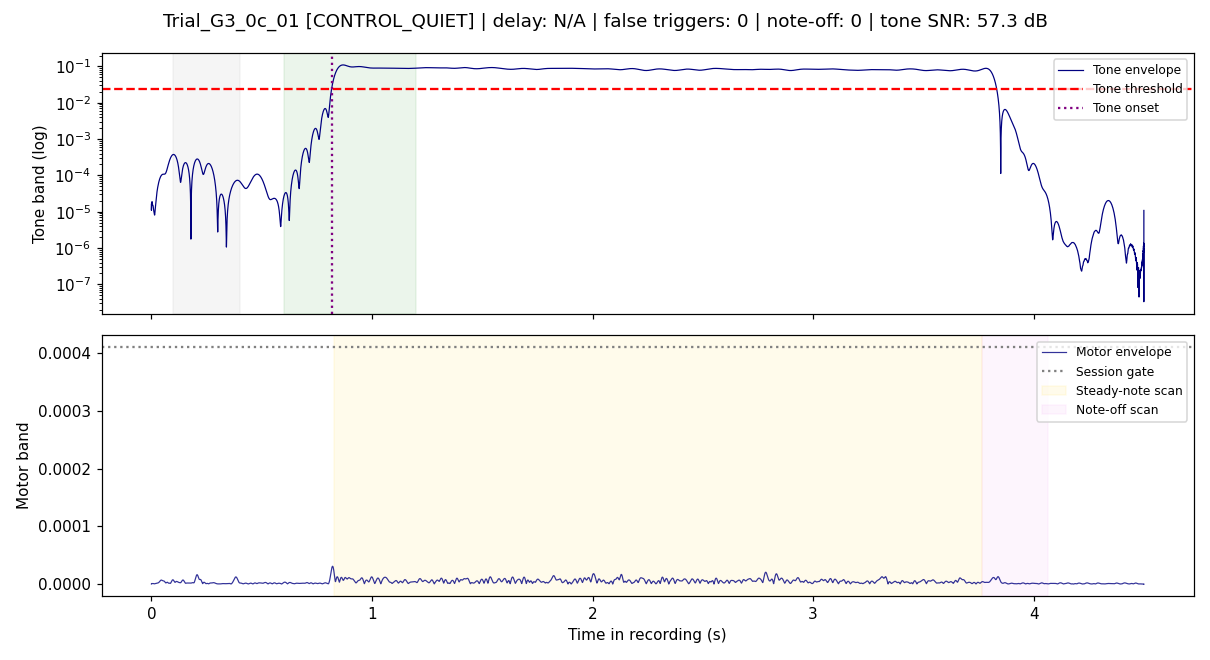 Trial_G3_0c_01 [CONTROL_QUIET] | delay: N/A | false triggers: 0 | note-off: 0 | tone SNR: 57.3 dB
Tone band (log)
10⁻¹
10⁻²
10⁻³
10⁻⁴
10⁻⁵
10⁻⁶
10⁻⁷
Tone envelope
Tone threshold
Tone onset
Motor band
0.0004
0.0003
0.0002
0.0001
0.0000
Motor envelope
Session gate
Steady-note scan
Note-off scan
0 1 2 3 4
Time in recording (s)